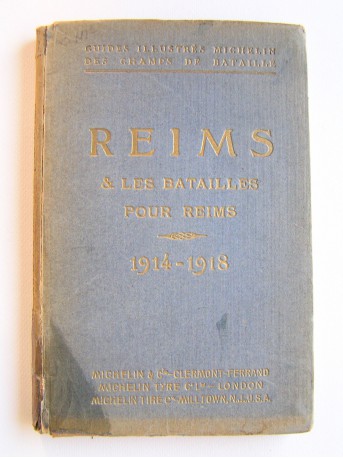 GUIDES ILLUSTRÉS MICHELIN
DES CHAMPS DE BATAILLE
REIMS
& LES BATAILLES
POUR REIMS
1914-1918
MICHELIN & Cie - CLERMONT-FERRAND
MICHELIN TYRE Co Ltd - LONDON
MICHELIN TIRE Co MILLTOWN, N.J. U.S.A.